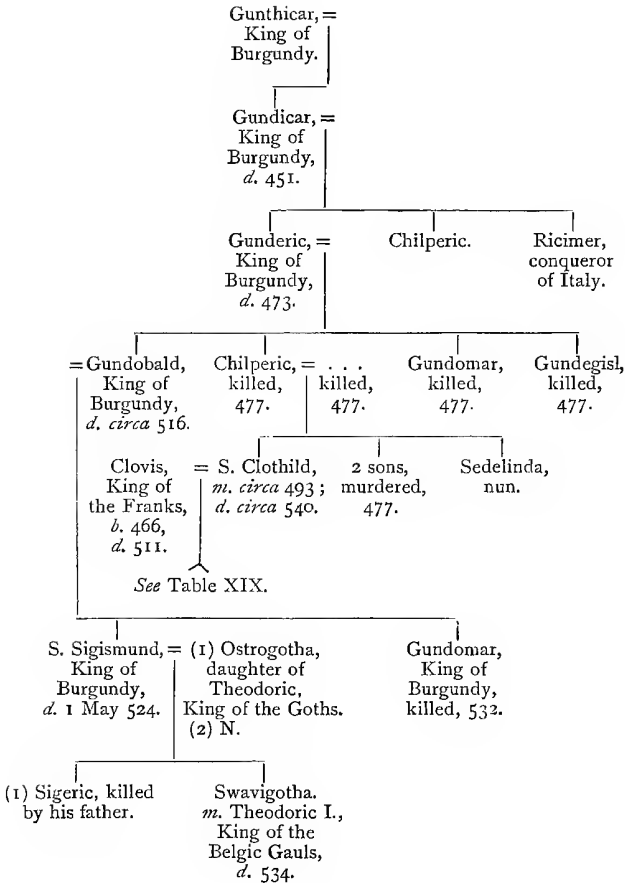 Gunthicar, =
King of
Burgundy.
Gundicar, =
King of
Burgundy,
d. 451.
Gunderic, =
King of
Burgundy,
d. 473.
Chilperic.
Ricimer,
conqueror
of Italy.
= Gundobald,
King of
Burgundy,
d. circa 516.
Chilperic, =
killed,
477.
. . .
killed,
477.
Gundomar,
killed,
477.
Gundegisl,
killed,
477.
Clovis,
King of
the Franks,
b. 466,
d. 511.
= S. Clothild,
m. circa 493 ;
d. circa 540.
2 sons,
murdered,
477.
Sedelinda,
nun.
See Table XIX.
S. Sigismund, =
King of
Burgundy,
d. 1 May 524.
(1) Ostrogotha,
daughter of
Theodoric,
King of the Goths.
(2) N.
Gundomar,
King of
Burgundy,
killed, 532.
(1) Sigeric, killed
by his father.
Swavigotha.
m. Theodoric I.,
King of the
Belgic Gauls,
d. 534.